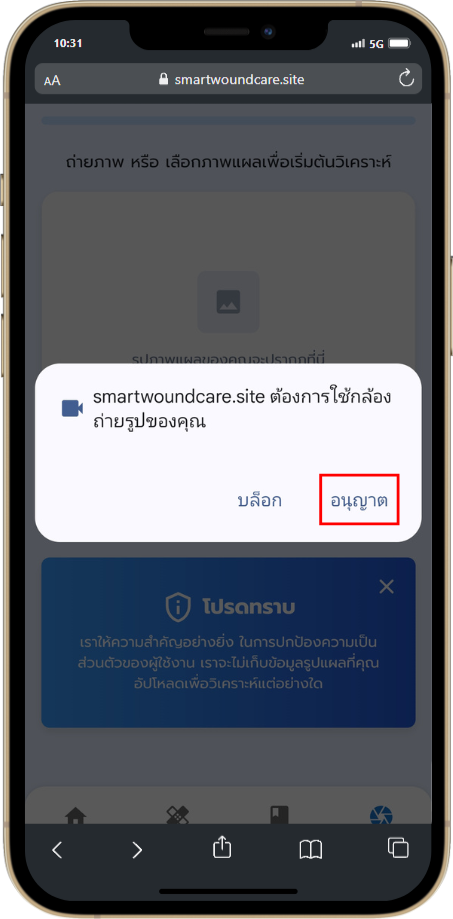 10:31
5G
AA
smartwoundcare.site
ถ่ายภาพ หรือ เลือกภาพแผลเพื่อเริ่มต้นวิเคราะห์
รูปภาพแผลของคุณจะปรากฏที่นี่
smartwoundcare.site ต้องการใช้กล้อง
ถ่ายรูปของคุณ
บล็อก
อนุญาต
โปรดทราบ
เราให้ความสำคัญอย่างยิ่ง ในการปกป้องความเป็น
ส่วนตัวของผู้ใช้งาน เราจะไม่เก็บข้อมูลรูปแผลที่คุณ
อัปโหลดเพื่อวิเคราะห์แต่อย่างใด